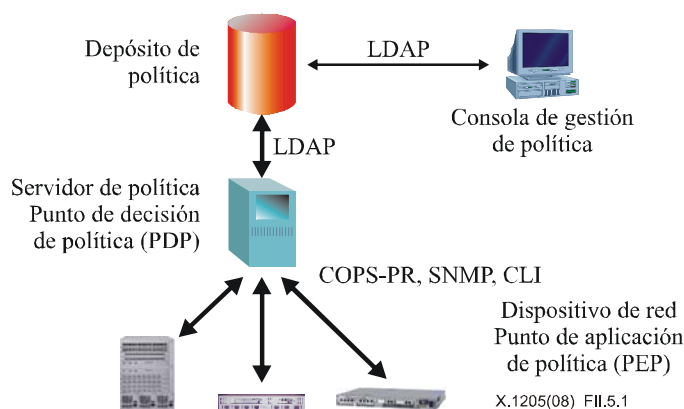 Depósito de
política
LDAP
Consola de gestión
de política
LDAP
Servidor de política
Punto de decisión
de política (PDP)
COPS-PR, SNMP, CLI
Dispositivo de red
Punto de aplicación
de política (PEP)
X.1205(08) FII.5.1